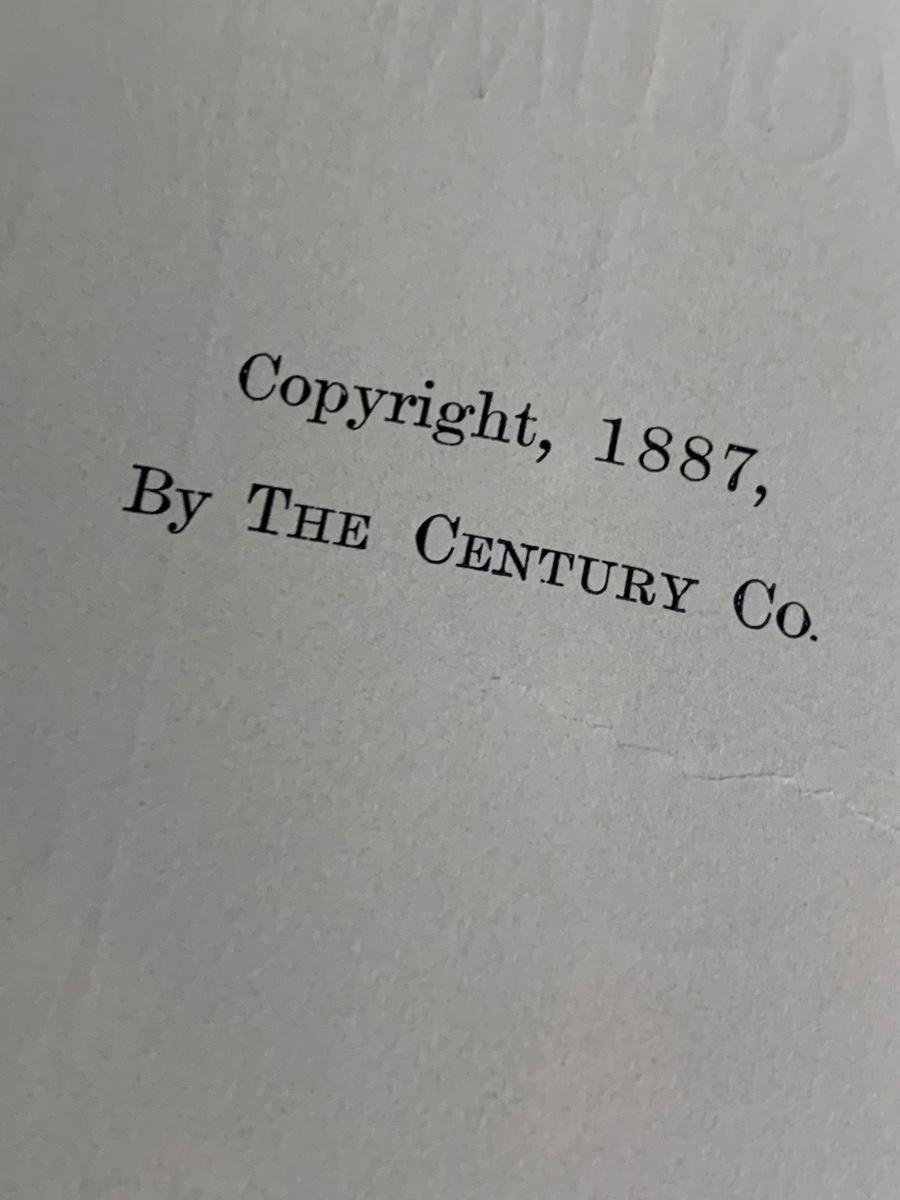 Copyright, 1887,
By THE CENTURY CO.